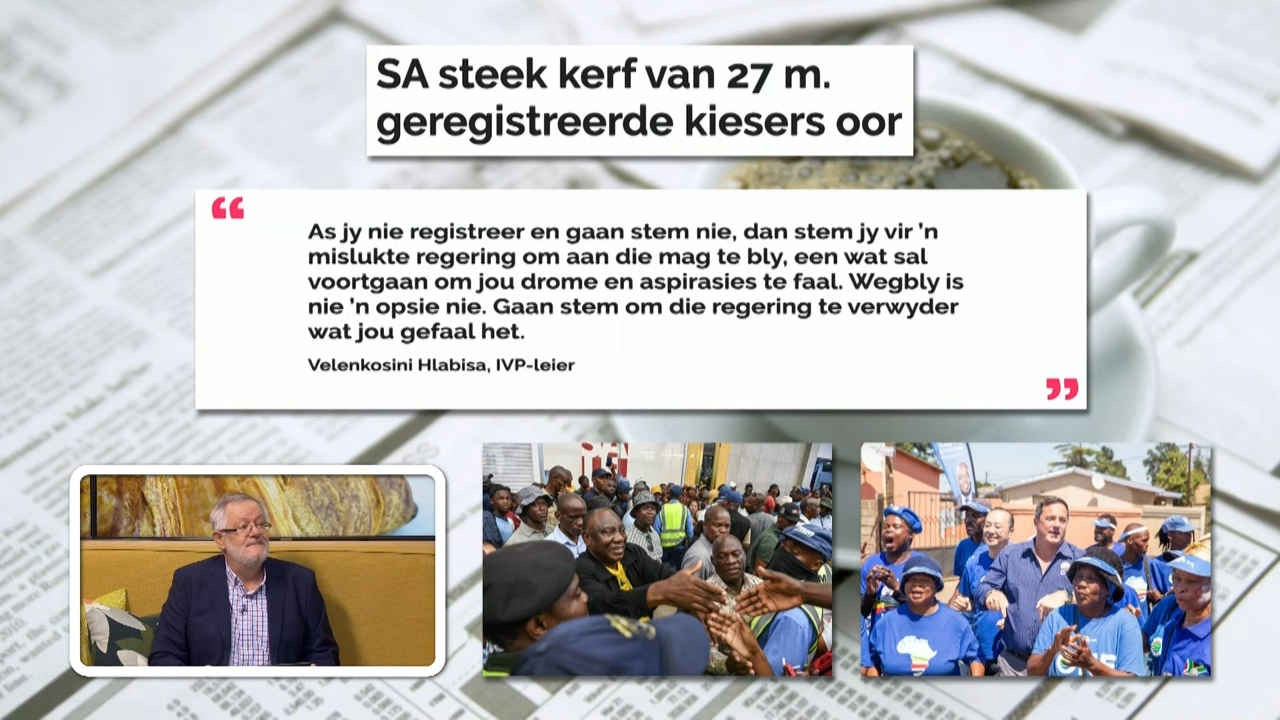 SA steek kerf van 27 m.
geregistreerde kiesers oor
“
As jy nie registreer en gaan stem nie, dan stem jy vir ’n
mislukte regering om aan die mag te bly, een wat sal
voortgaan om jou drome en aspirasies te faal. Wegbly is
nie ’n opsie nie. Gaan stem om die regering te verwyder
wat jou gefaal het.
Velenkosini Hlabisa, IVP-leier
”